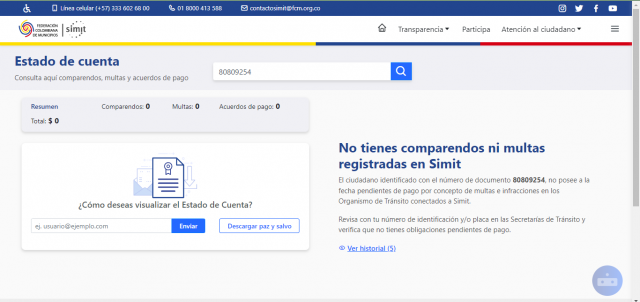 Línea celular (+57) 333 602 68 00 01 8000 413 588 contactosimit@fcm.org.co
FEDERACIÓN
COLOMBIANA
DE MUNICIPIOS
simit
Transparencia Participa Atención al ciudadano
Estado de cuenta
Consulta aquí comparendos, multas y acuerdos de pago
80809254
Resumen Comparendos: 0 Multas: 0 Acuerdos de pago: 0
Total: $ 0
¿Cómo deseas visualizar el Estado de Cuenta?
ej. usuario@ejemplo.com Enviar Descargar paz y salvo
No tienes comparendos ni multas
registradas en Simit
El ciudadano identificado con el número de documento 80809254, no posee a la
fecha pendientes de pago por concepto de multas e infracciones en los
Organismo de Tránsito conectados a Simit.
Revisa con tu número de identificación y/o placa en las Secretarías de Tránsito y
verifica que no tienes obligaciones pendientes de pago.
Ver historial (5)